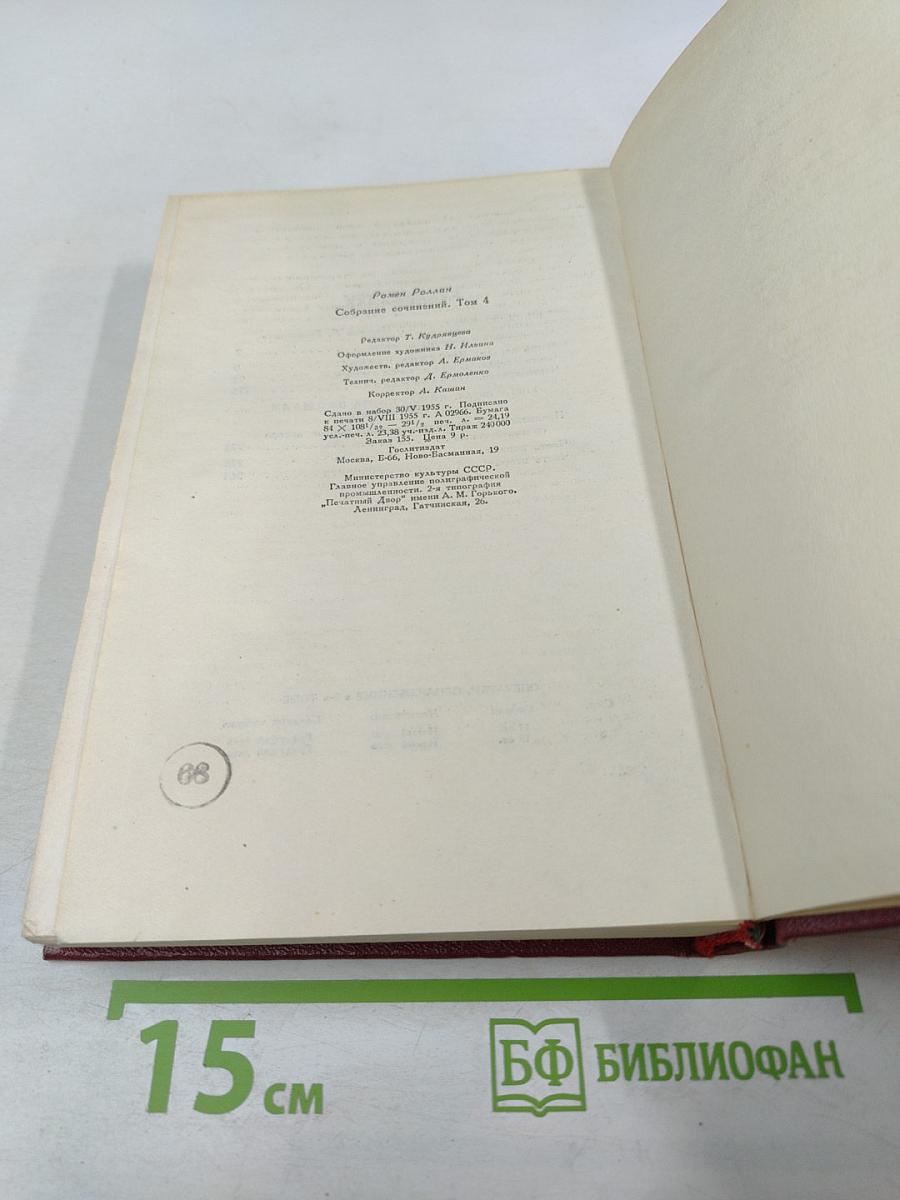 Ромен Роллан
Собрание сочинений. Том 4
Редактор Т. Кудрявцева
Оформление художника Н. Ильина
Художеств. редактор А. Ермаков
Технич. редактор Д. Ермоленко
Корректор А. Кашин
Сдано в набор 30/V 1955 г. Подписано
к печати 8/VIII 1955 г. А 02966. Бумага
84 × 108¹/₃₂ — 29¹/₂ печ. л. = 24,19
усл.-печ. л. 23,38 уч.-изд. л. Тираж 240 000
Заказ 155. Цена 9 р.
Гослитиздат
Москва, Б-66, Ново-Басманная, 19
Министерство культуры СССР.
Главное управление полиграфической
промышленности. 2-я типография
„Печатный Двор" имени А. М. Горького.
Ленинград, Гатчинская, 26.
68
15 см
БФ БИБЛИОФАН